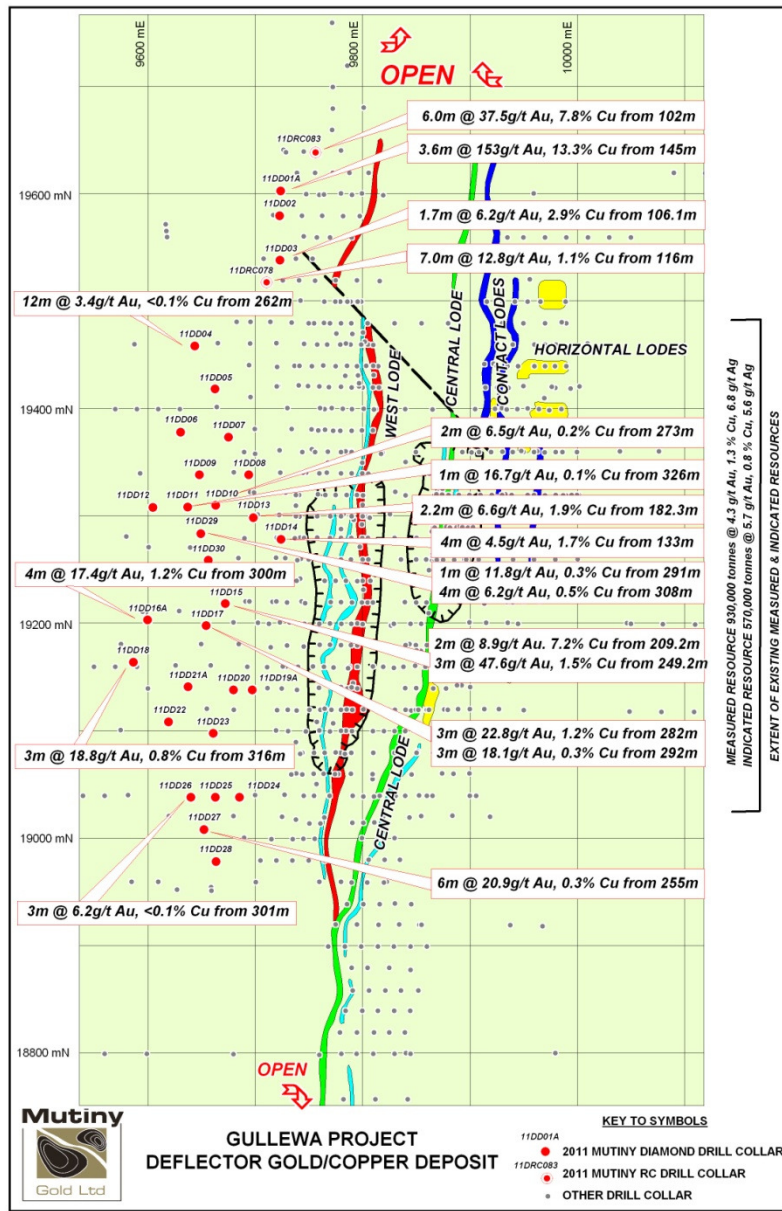 9600 mE
9800 mE
10000 mE
OPEN
11DRC083
6.0m @ 37.5g/t Au, 7.8% Cu from 102m
11DD01A
3.6m @ 153g/t Au, 13.3% Cu from 145m
19600 mN
11DD02
1.7m @ 6.2g/t Au, 2.9% Cu from 106.1m
11DD03
7.0m @ 12.8g/t Au, 1.1% Cu from 116m
11DRC078
12m @ 3.4g/t Au, <0.1% Cu from 262m
11DD04
WEST LODE
CENTRAL LODE
CONTACT LODES
HORIZONTAL LODES
11DD05
19400 mN
11DD06
11DD07
2m @ 6.5g/t Au, 0.2% Cu from 273m
11DD09
11DD08
1m @ 16.7g/t Au, 0.1% Cu from 326m
11DD12
11DD11
11DD10
11DD13
2.2m @ 6.6g/t Au, 1.9% Cu from 182.3m
11DD29
11DD14
4m @ 4.5g/t Au, 1.7% Cu from 133m
11DD30
1m @ 11.8g/t Au, 0.3% Cu from 291m
4m @ 6.2g/t Au, 0.5% Cu from 308m
4m @ 17.4g/t Au, 1.2% Cu from 300m
11DD15
11DD16A
11DD17
19200 mN
2m @ 8.9g/t Au. 7.2% Cu from 209.2m
3m @ 47.6g/t Au, 1.5% Cu from 249.2m
11DD18
11DD21A
11DD20
11DD19A
11DD22
11DD23
3m @ 22.8g/t Au, 1.2% Cu from 282m
3m @ 18.1g/t Au, 0.3% Cu from 292m
3m @ 18.8g/t Au, 0.8% Cu from 316m
CENTRAL LODE
11DD26
11DD25
11DD24
11DD27
19000 mN
11DD28
6m @ 20.9g/t Au, 0.3% Cu from 255m
3m @ 6.2g/t Au, <0.1% Cu from 301m
MEASURED RESOURCE 930,000 tonnes @ 4.3 g/t Au, 1.3 % Cu, 6.8 g/t Ag
INDICATED RESOURCE 570,000 tonnes @ 5.7 g/t Au, 0.8 % Cu, 5.6 g/t Ag
EXTENT OF EXISTING MEASURED & INDICATED RESOURCES
18800 mN
OPEN
Mutiny
Gold Ltd
GULLEWA PROJECT
DEFLECTOR GOLD/COPPER DEPOSIT
KEY TO SYMBOLS
11DD01A
2011 MUTINY DIAMOND DRILL COLLAR
11DRC083
2011 MUTINY RC DRILL COLLAR
OTHER DRILL COLLAR